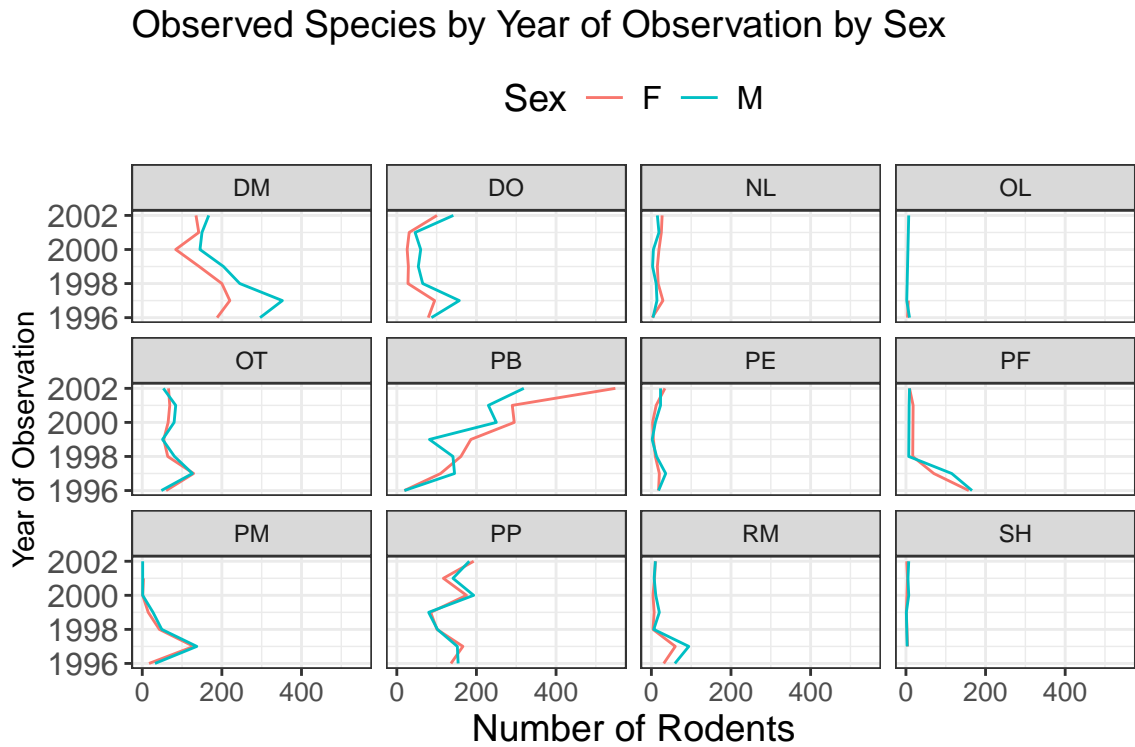 Observed Species by Year of Observation by Sex
Sex F M
DM DO NL OL
2002
2000
1998
1996
OT PB PE PF
2002
2000
1998
1996
PM PP RM SH
2002
2000
1998
1996
0 200 400 0 200 400 0 200 400 0 200 400
Year of Observation
Number of Rodents